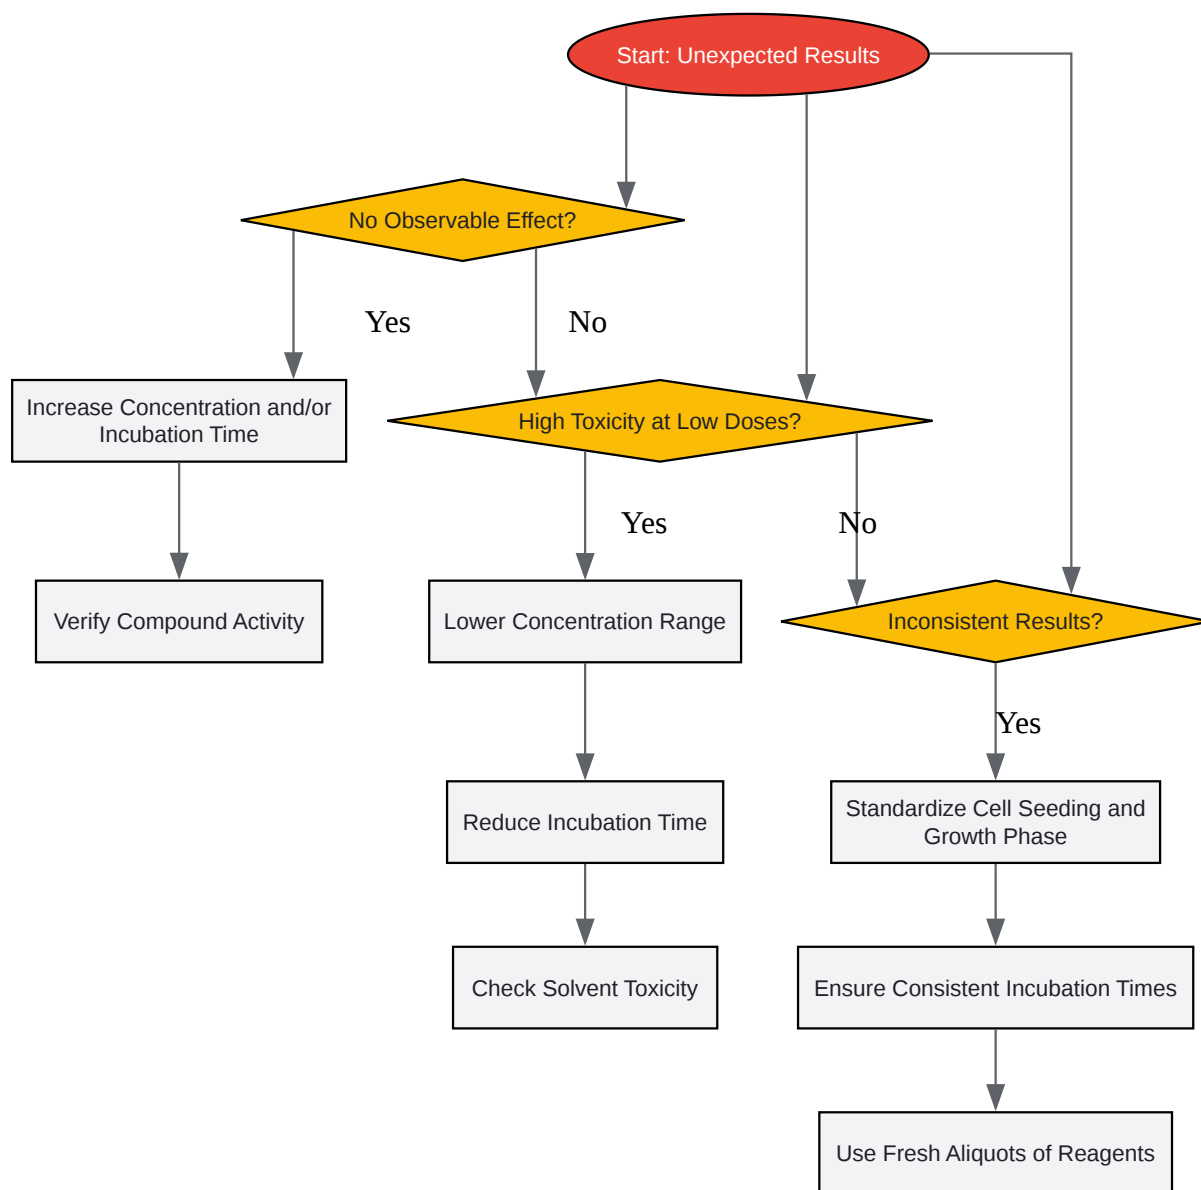 Start: Unexpected Results
No Observable Effect?
Yes
No
Increase Concentration and/or
Incubation Time
High Toxicity at Low Doses?
Yes
No
Verify Compound Activity
Lower Concentration Range
Inconsistent Results?
Yes
Reduce Incubation Time
Standardize Cell Seeding and
Growth Phase
Check Solvent Toxicity
Ensure Consistent Incubation Times
Use Fresh Aliquots of Reagents